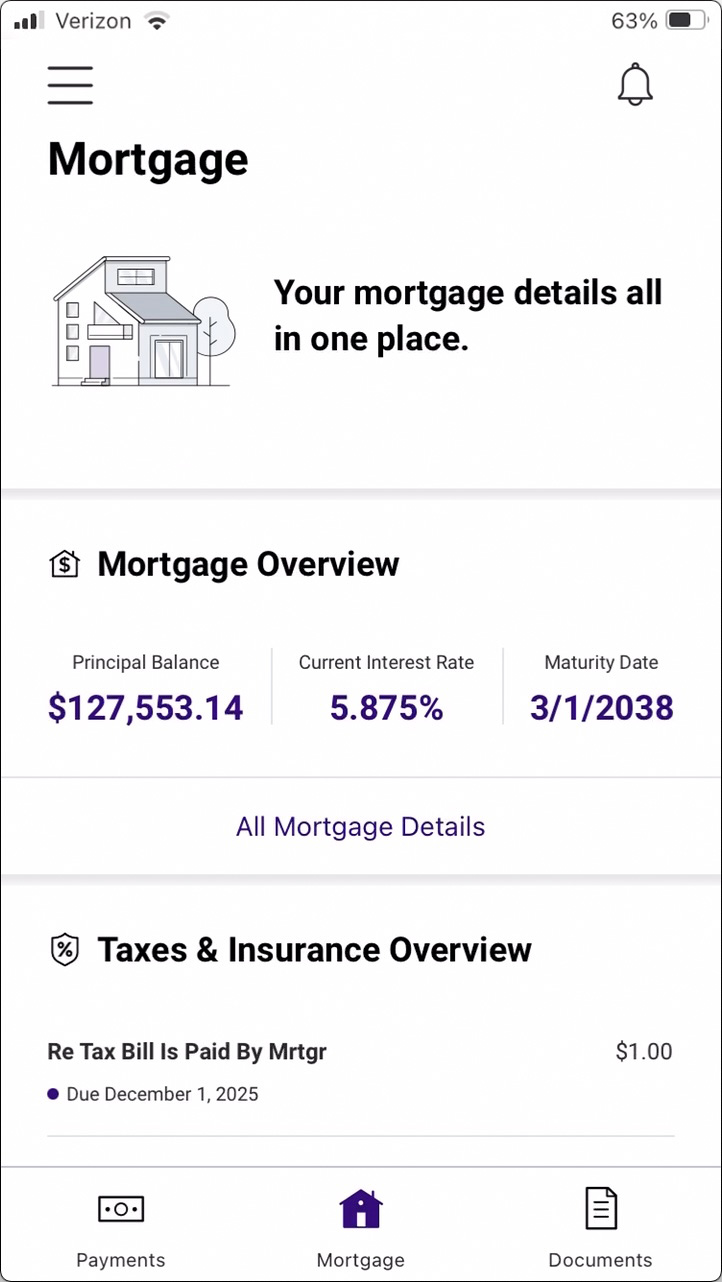 Verizon 63%
Mortgage
Your mortgage details all
in one place.
$ Mortgage Overview
Principal Balance Current Interest Rate Maturity Date
$127,553.14 5.875% 3/1/2038
All Mortgage Details
% Taxes & Insurance Overview
Re Tax Bill Is Paid By Mrtgr $1.00
Due December 1, 2025
Payments Mortgage Documents